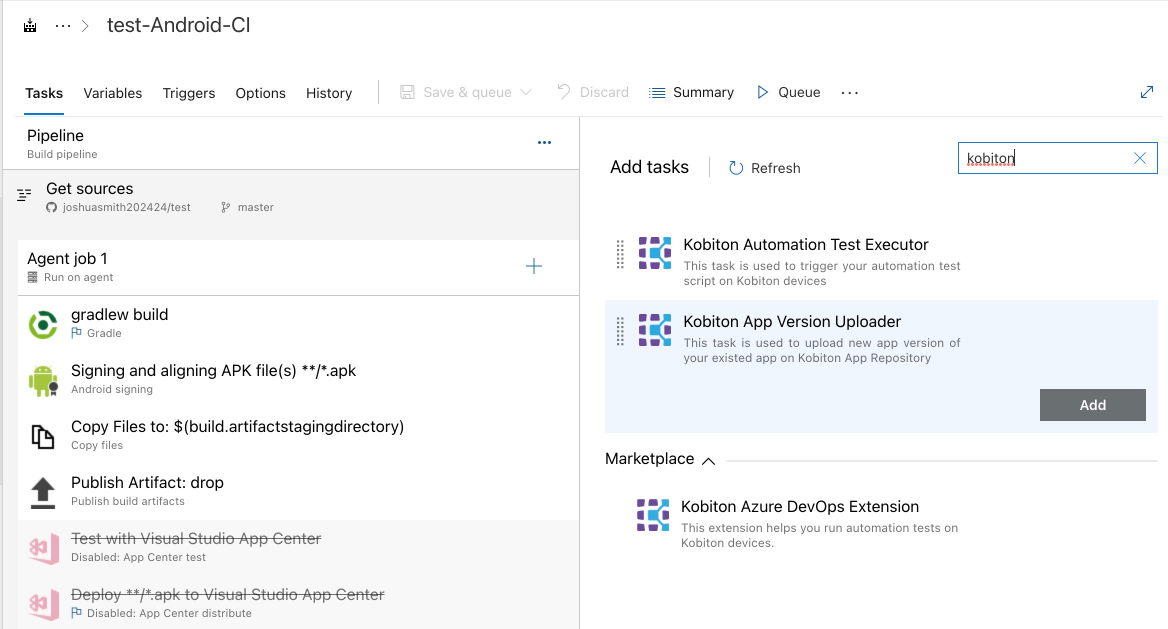 ... > test-Android-CI
Tasks Variables Triggers Options History Save & queue Discard Summary Queue ...
Pipeline ...
Build pipeline
Get sources
joshuasmith202424/test master
Agent job 1
Run on agent
gradlew build
Gradle
Signing and aligning APK file(s) **/*.apk
Android signing
Copy Files to: $(build.artifactstagingdirectory)
Copy files
Publish Artifact: drop
Publish build artifacts
Test with Visual Studio App Center
Disabled: App Center test
Deploy **/*.apk to Visual Studio App Center
Disabled: App Center distribute
Add tasks Refresh kobiton
Kobiton Automation Test Executor
This task is used to trigger your automation test
script on Kobiton devices
Kobiton App Version Uploader
This task is used to upload new app version of
your existed app on Kobiton App Repository
Add
Marketplace
Kobiton Azure DevOps Extension
This extension helps you run automation tests on
Kobiton devices.